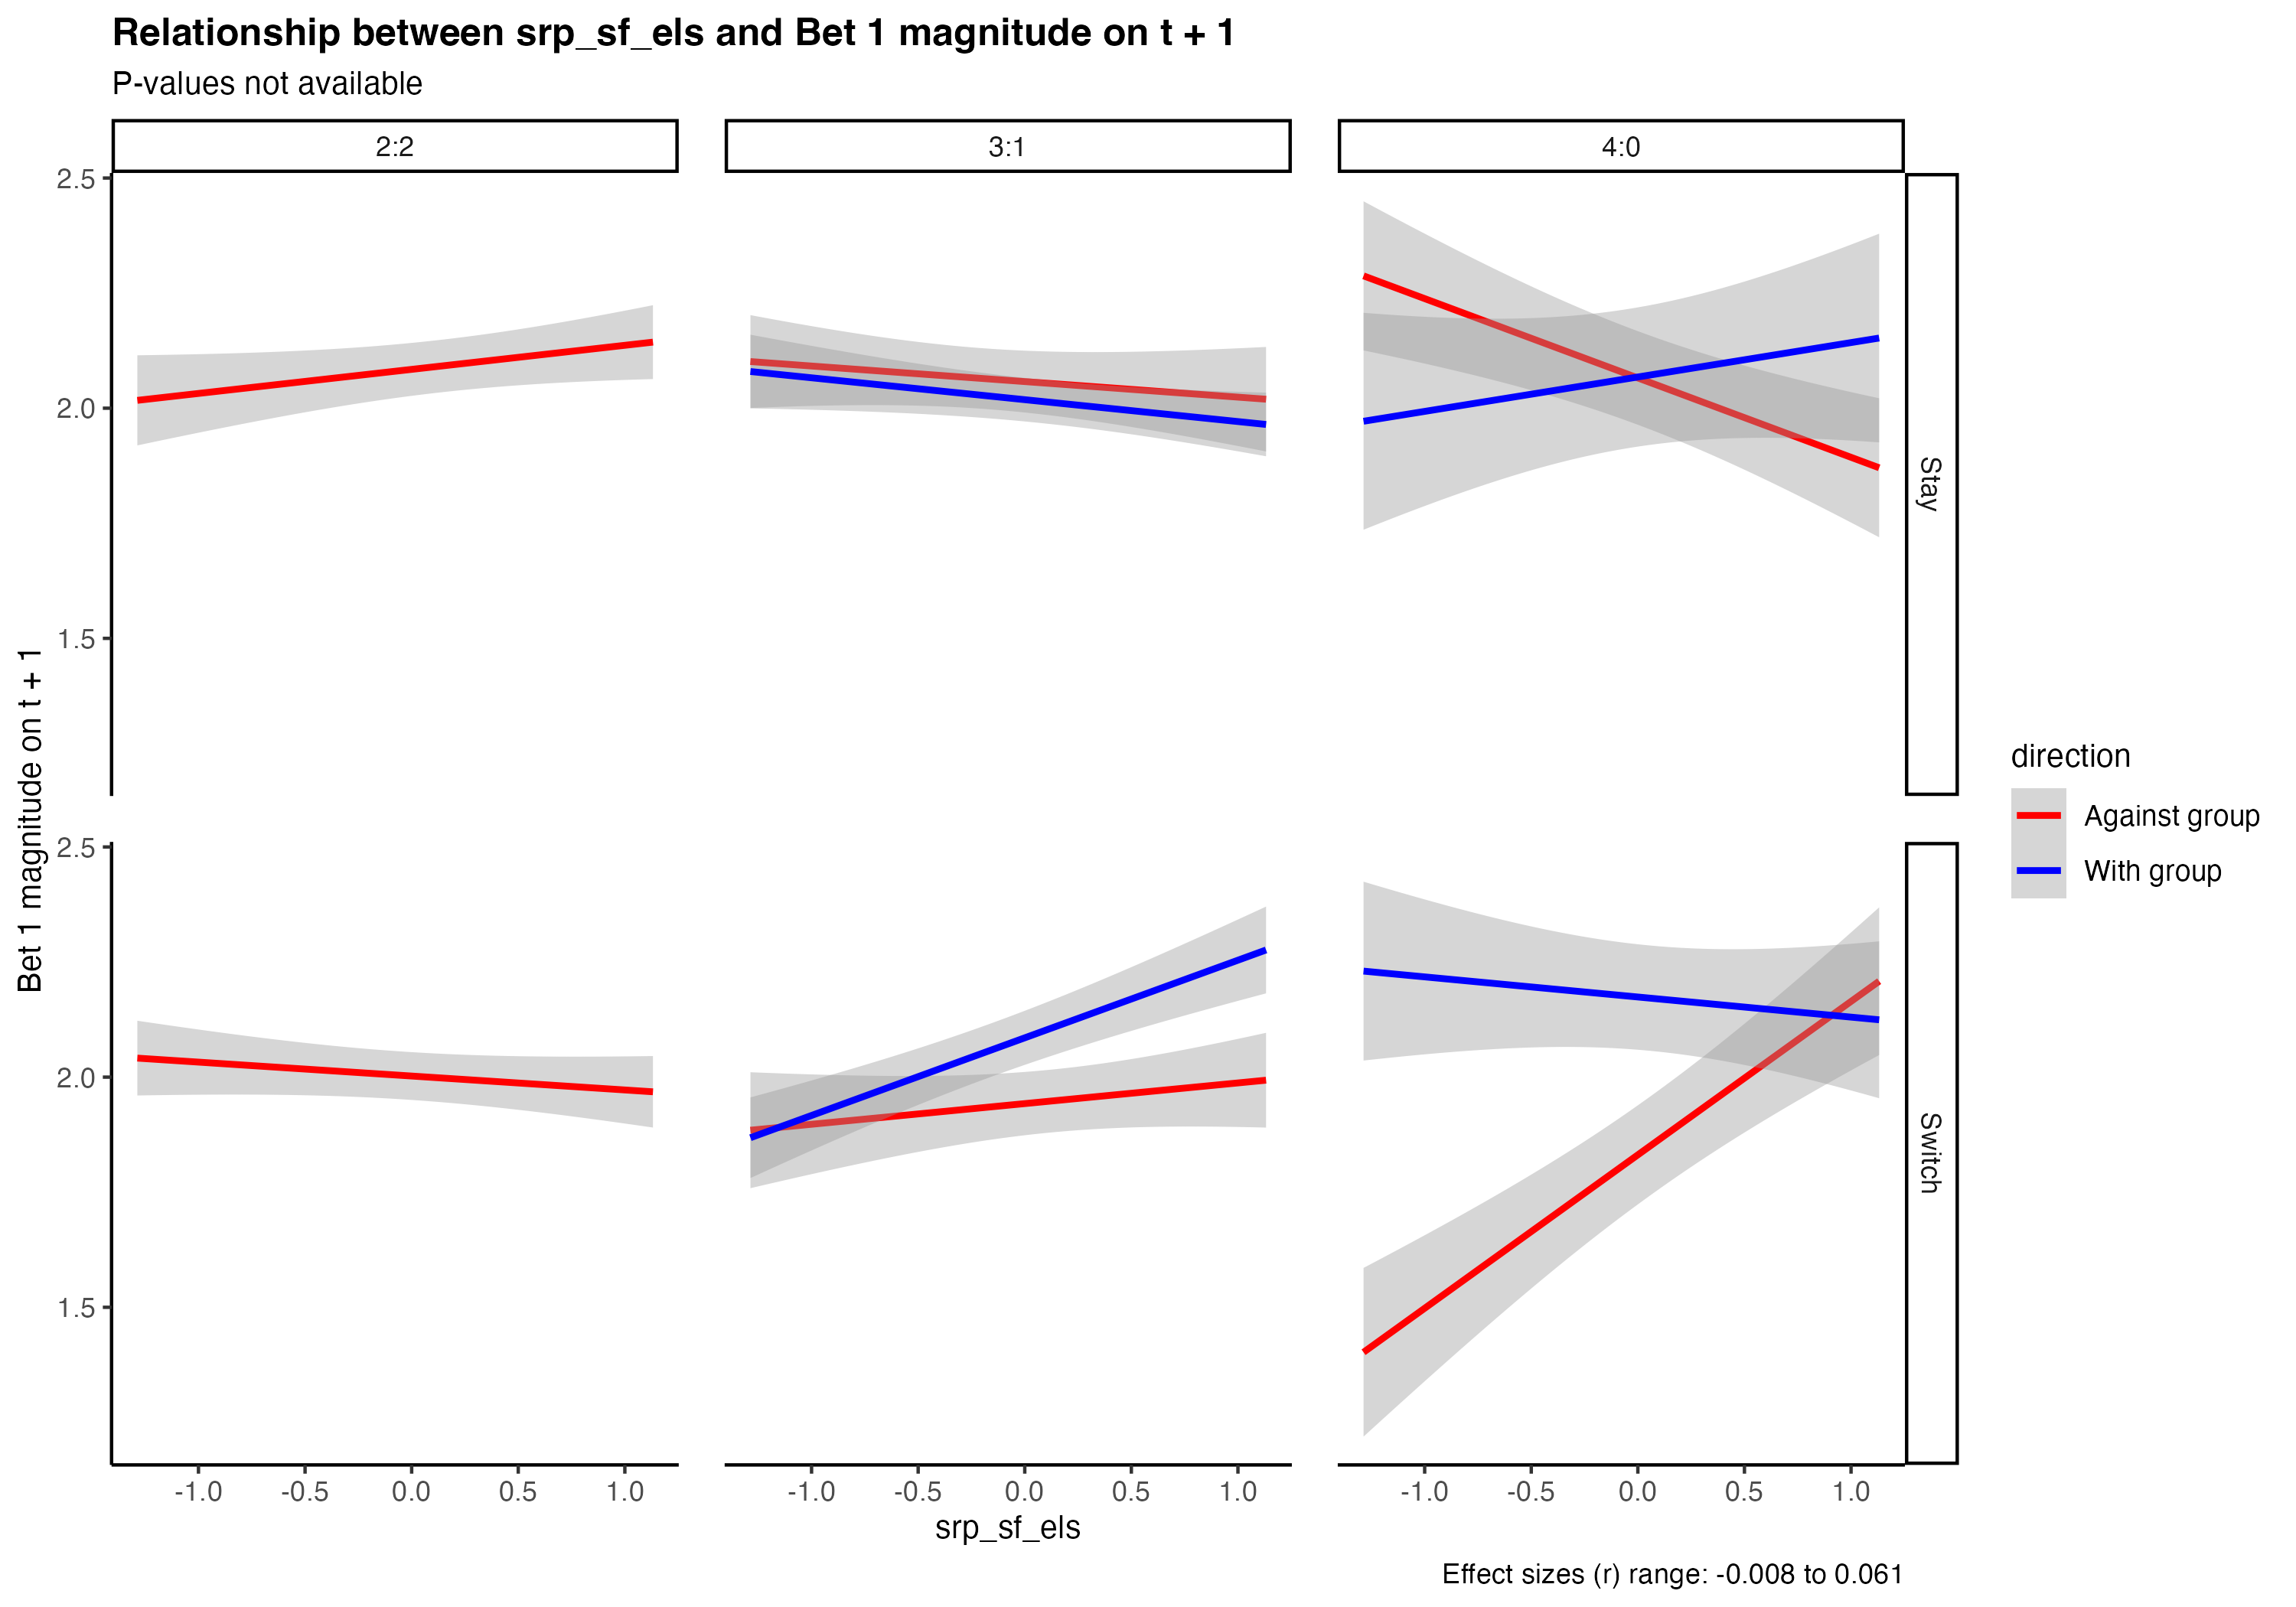 Relationship between srp_sf_els and Bet 1 magnitude on t + 1
P-values not available
2:2
3:1
4:0
2.5
2.0
1.5
Stay
2.5
2.0
1.5
Switch
Bet 1 magnitude on t + 1
-1.0 -0.5 0.0 0.5 1.0
-1.0 -0.5 0.0 0.5 1.0
-1.0 -0.5 0.0 0.5 1.0
srp_sf_els
direction
Against group
With group
Effect sizes (r) range: -0.008 to 0.061